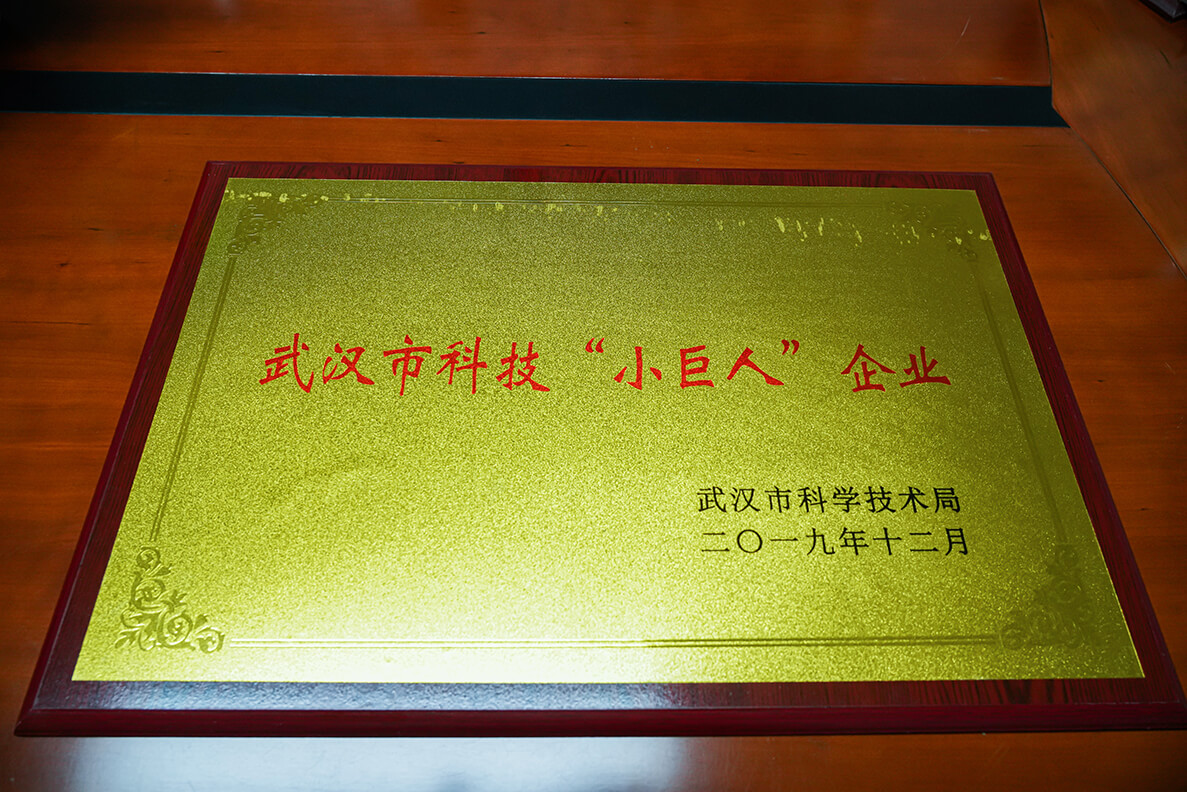 武汉市科技“小巨人”企业
武汉市科学技术局
二〇一九年十二月